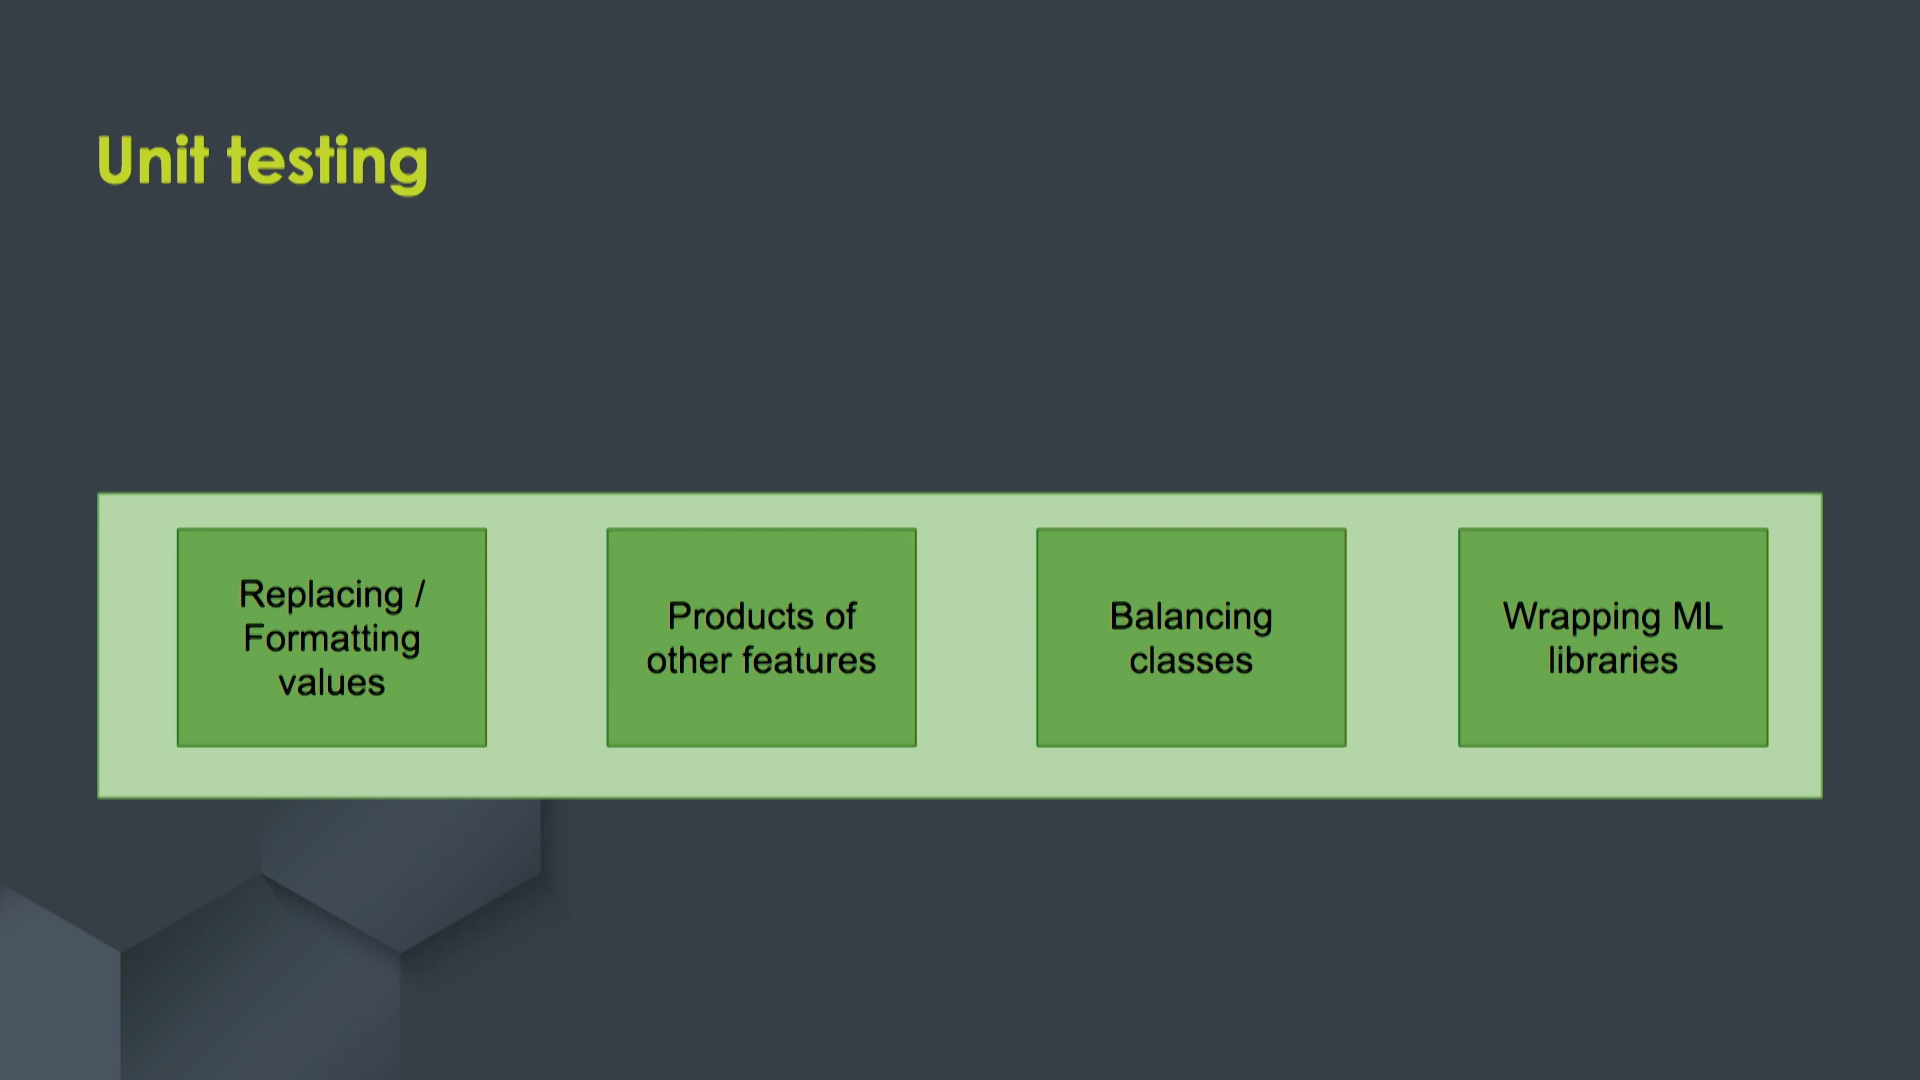 Unit testing
Replacing /
Formatting
values
Products of
other features
Balancing
classes
Wrapping ML
libraries